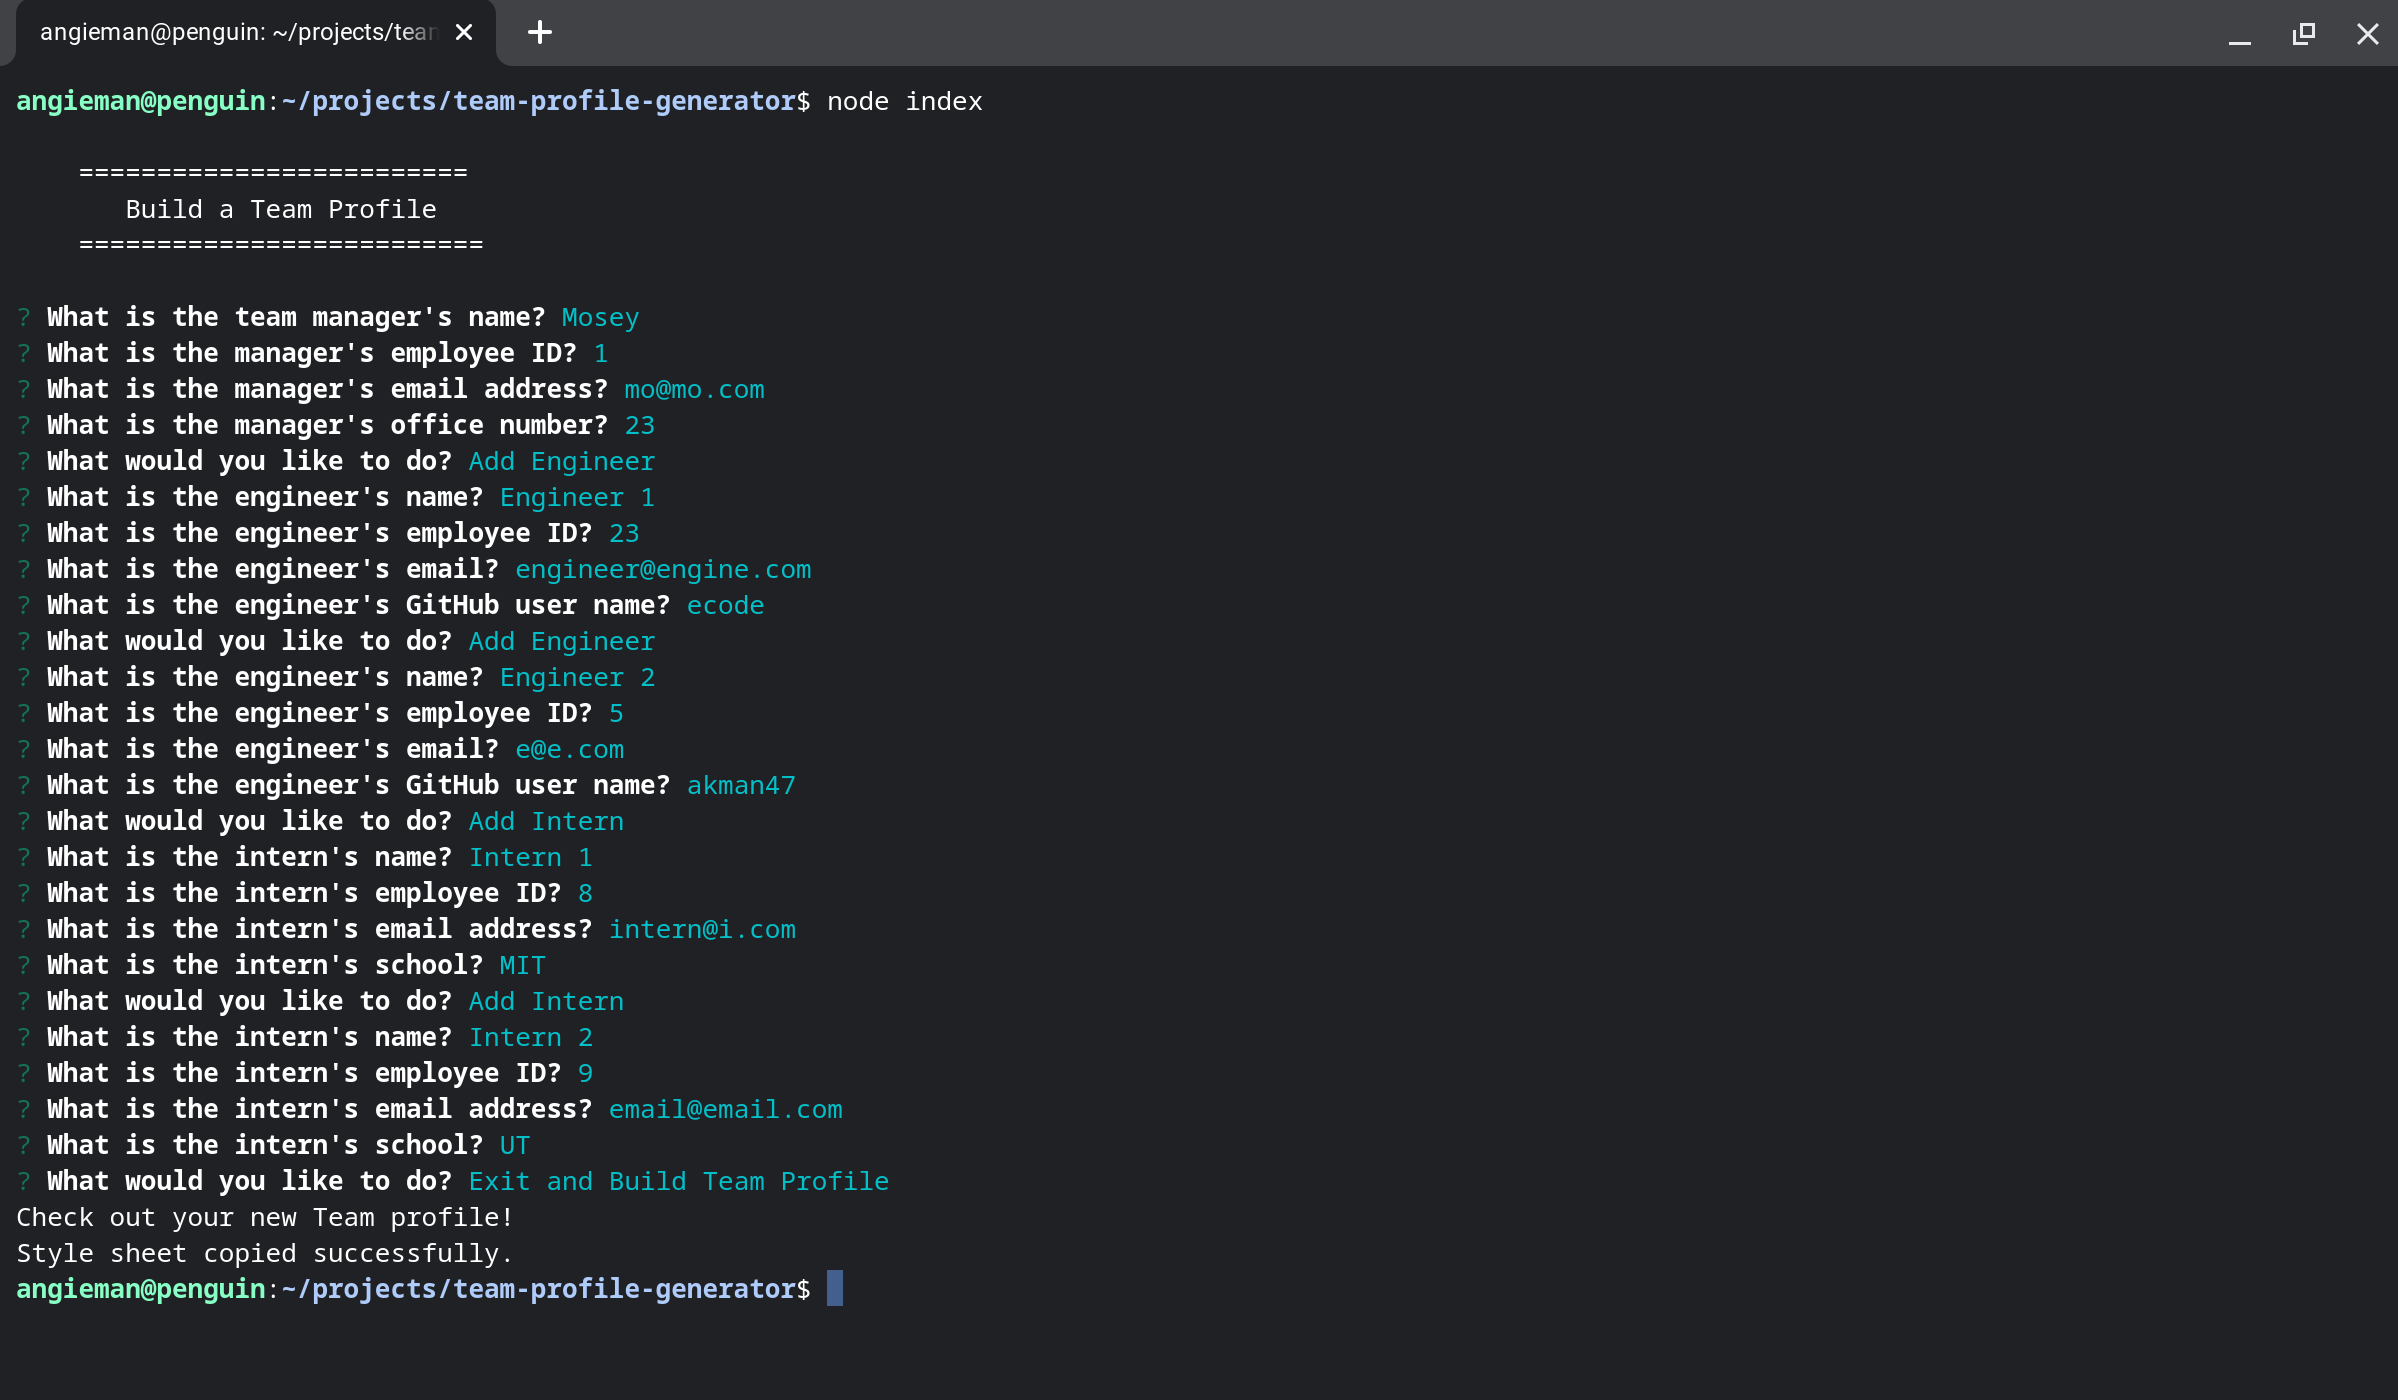 angieman@penguin: ~/projects/tean
angieman@penguin:~/projects/team-profile-generator$ node index
=========================
Build a Team Profile
==========================
? What is the team manager's name? Mosey
? What is the manager's employee ID? 1
? What is the manager's email address? mo@mo.com
? What is the manager's office number? 23
? What would you like to do? Add Engineer
? What is the engineer's name? Engineer 1
? What is the engineer's employee ID? 23
? What is the engineer's email? engineer@engine.com
? What is the engineer's GitHub user name? ecode
? What would you like to do? Add Engineer
? What is the engineer's name? Engineer 2
? What is the engineer's employee ID? 5
? What is the engineer's email? e@e.com
? What is the engineer's GitHub user name? akman47
? What would you like to do? Add Intern
? What is the intern's name? Intern 1
? What is the intern's employee ID? 8
? What is the intern's email address? intern@i.com
? What is the intern's school? MIT
? What would you like to do? Add Intern
? What is the intern's name? Intern 2
? What is the intern's employee ID? 9
? What is the intern's email address? email@email.com
? What is the intern's school? UT
? What would you like to do? Exit and Build Team Profile
Check out your new Team profile!
Style sheet copied successfully.
angieman@penguin:~/projects/team-profile-generator$